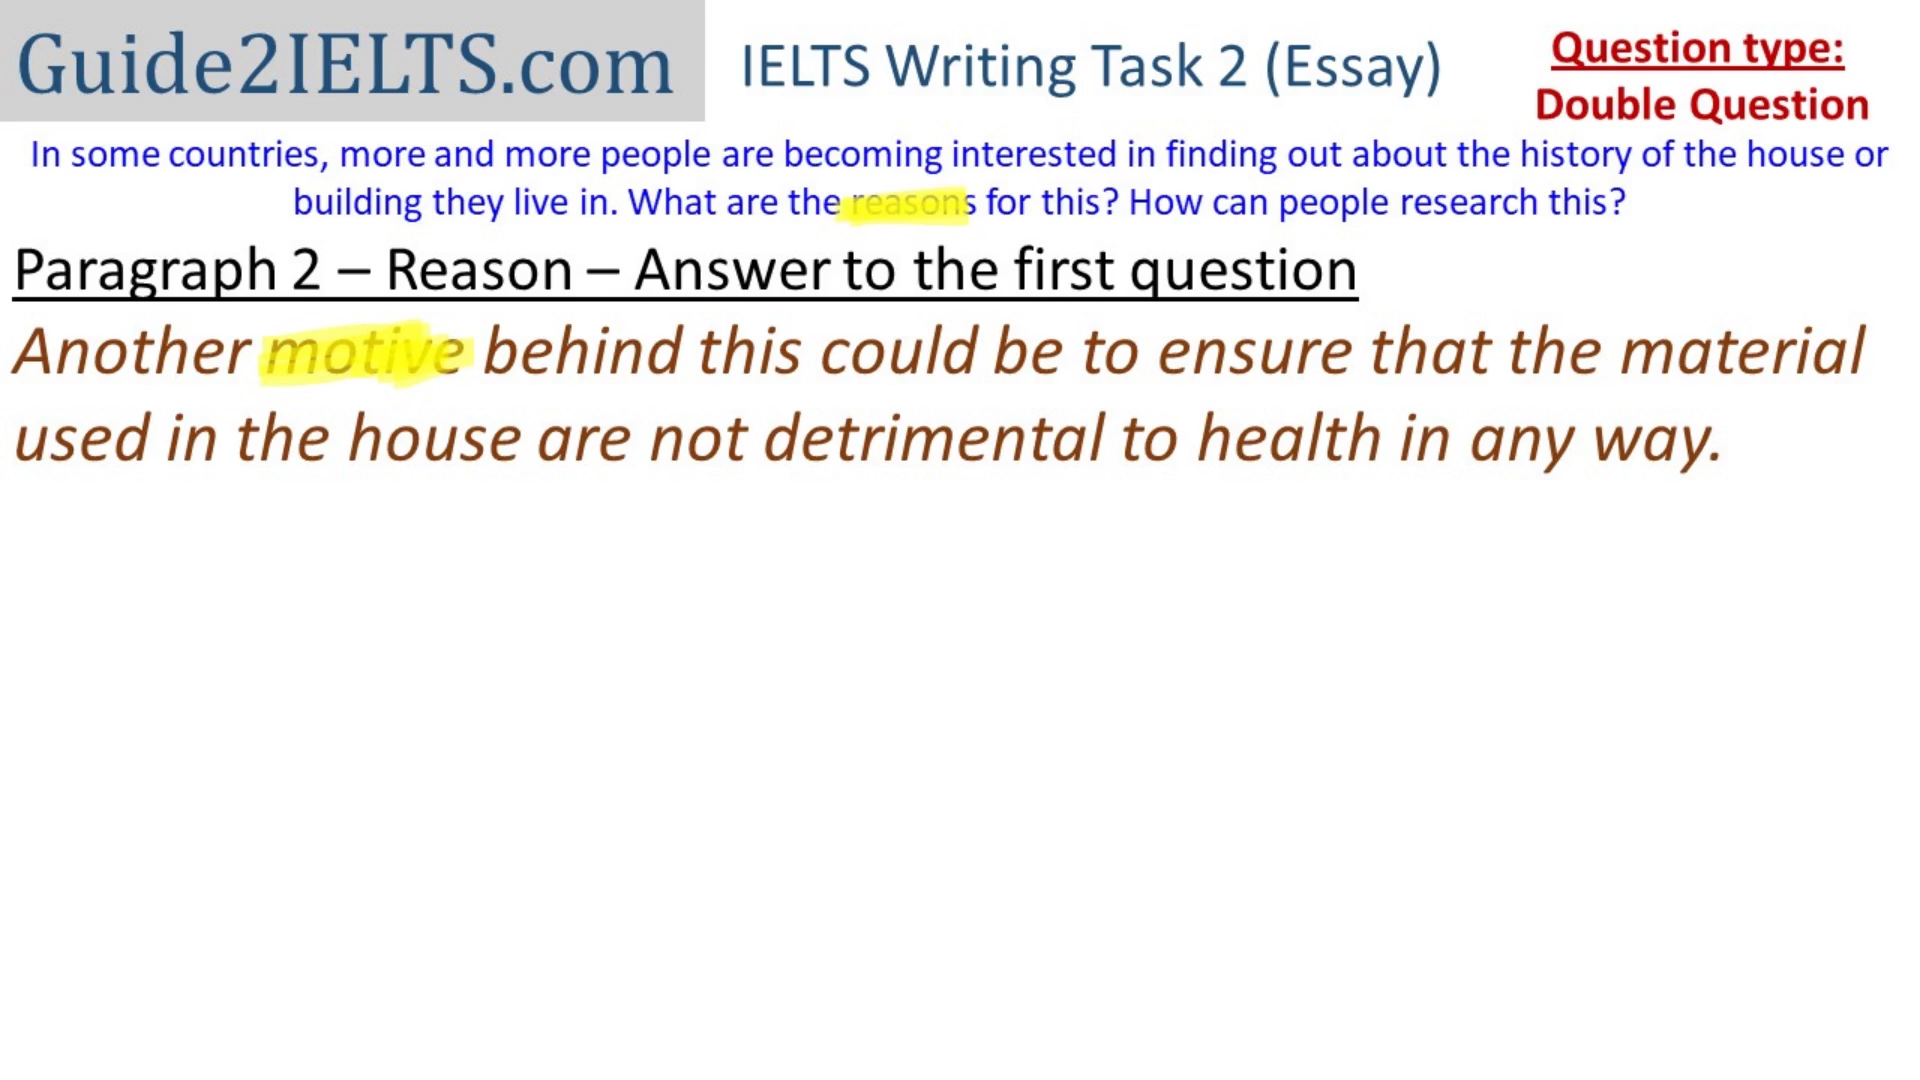 Guide2IELTS.com
IELTS Writing Task 2 (Essay)
Question type:
Double Question
In some countries, more and more people are becoming interested in finding out about the history of the house or
building they live in. What are the reasons for this? How can people research this?
Paragraph 2 – Reason – Answer to the first question
Another motive behind this could be to ensure that the material
used in the house are not detrimental to health in any way.